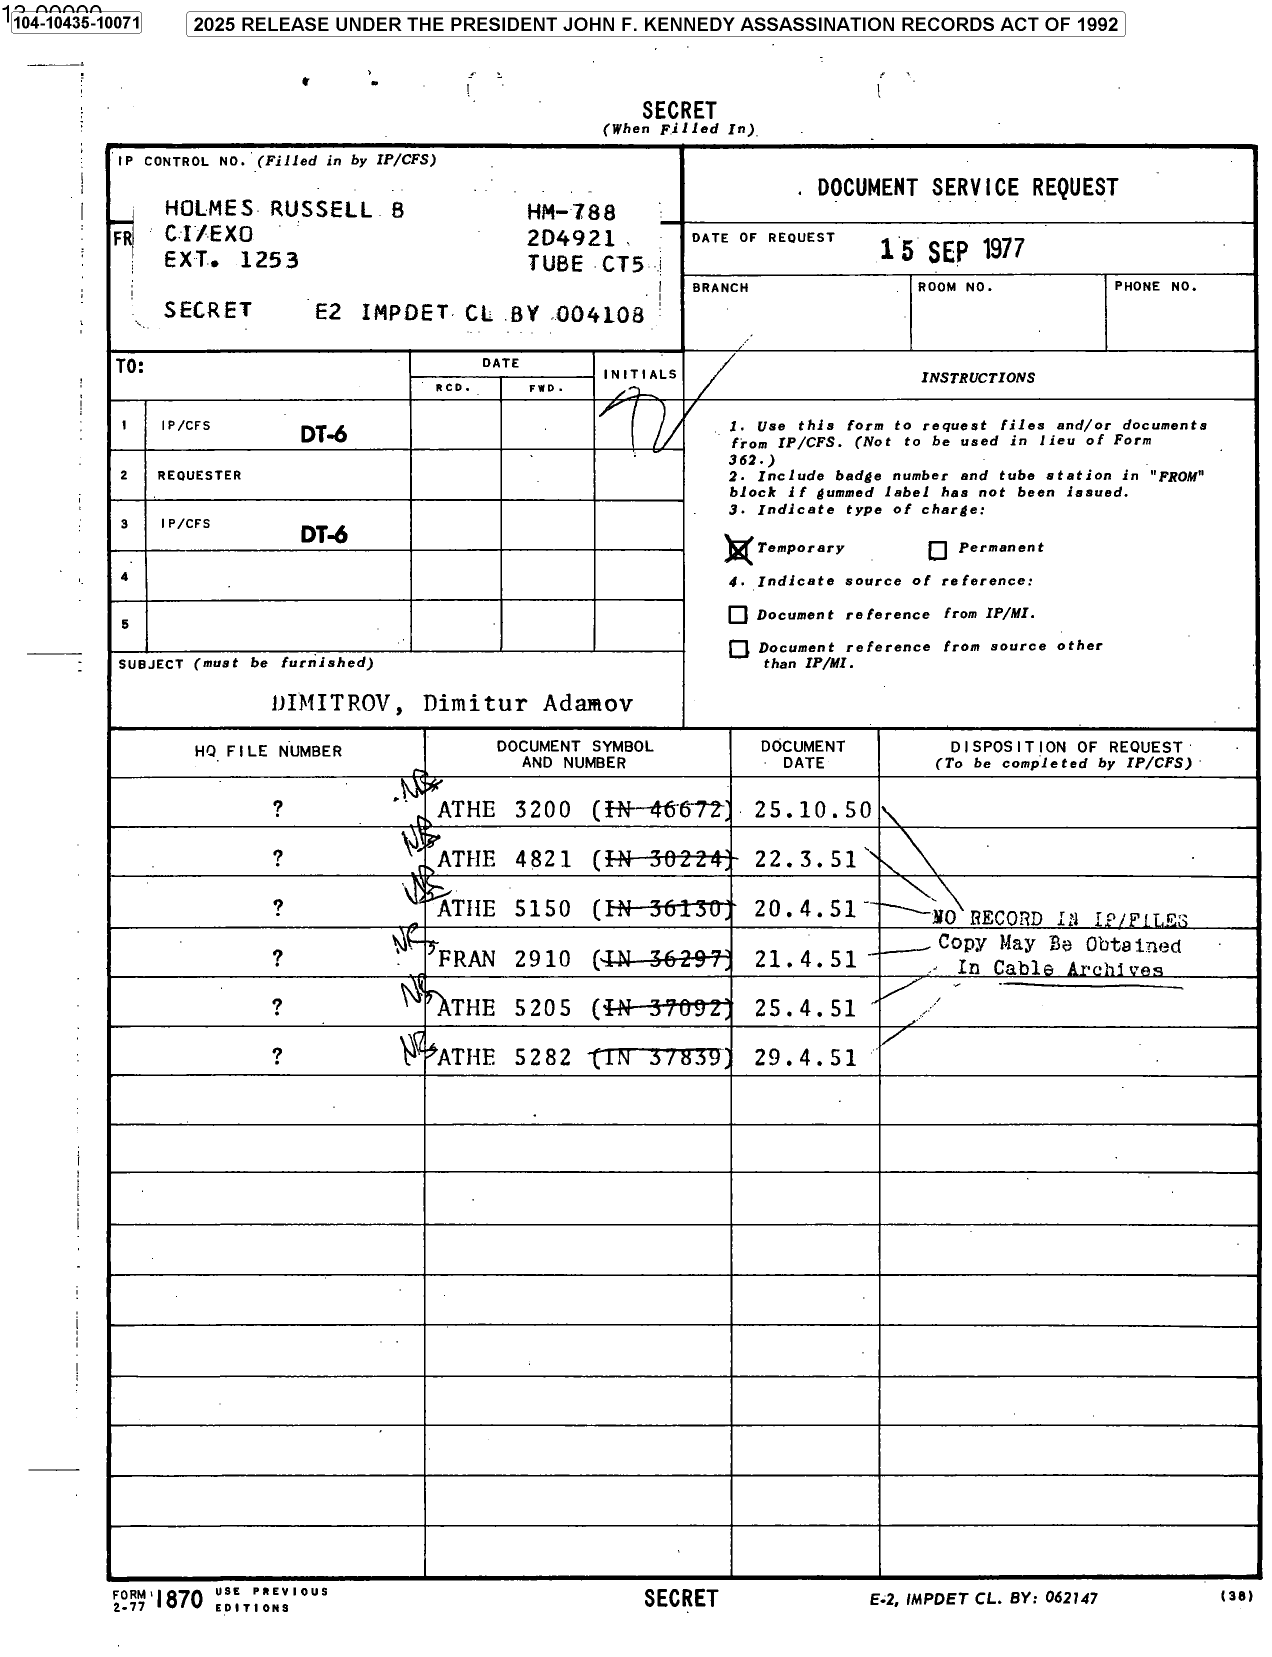 13-00000
104-10435-10071
2025 RELEASE UNDER THE PRESIDENT JOHN F. KENNEDY ASSASSINATION RECORDS ACT OF 1992
SECRET
(When Filled In)
IP CONTROL NO. (Filled in by IP/CFS)
HOLMES RUSSELL B HM-788
FR CI/EXO 2D4921
EXT. 1253 TUBE CT5
SECRET E2 IMPDET CL BY 004108
DOCUMENT SERVICE REQUEST
DATE OF REQUEST 15 SEP 1977
BRANCH ROOM NO. PHONE NO.
TO: DATE INITIALS
RCD. FWD.
1 IP/CFS DT-6
2 REQUESTER
3 IP/CFS DT-6
4
5
INSTRUCTIONS
1. Use this form to request files and/or documents
from IP/CFS. (Not to be used in lieu of Form
362.)
2. Include badge number and tube station in "FROM"
block if gummed label has not been issued.
3. Indicate type of charge:
Temporary Permanent
4. Indicate source of reference:
Document reference from IP/MI.
Document reference from source other
than IP/MI.
SUBJECT (must be furnished)
DIMITROV, Dimitur Adamov
HQ FILE NUMBER DOCUMENT SYMBOL AND NUMBER DOCUMENT DATE DISPOSITION OF REQUEST
(To be completed by IP/CFS)
? ATHE 3200 (IN 46672) 25.10.50
? ATHE 4821 (IN 30224) 22.3.51
? ATHE 5150 (IN 36130) 20.4.51
NO RECORD IN IP/FILES
Copy May Be Obtained
In Cable Archives
? NR FRAN 2910 (IN 36297) 21.4.51
? NR ATHE 5205 (IN 37092) 25.4.51
? NR ATHE 5282 (IN 37839) 29.4.51
FORM 2-77 1870 USE PREVIOUS EDITIONS
SECRET
E-2, IMPDET CL. BY: 062147
(38)